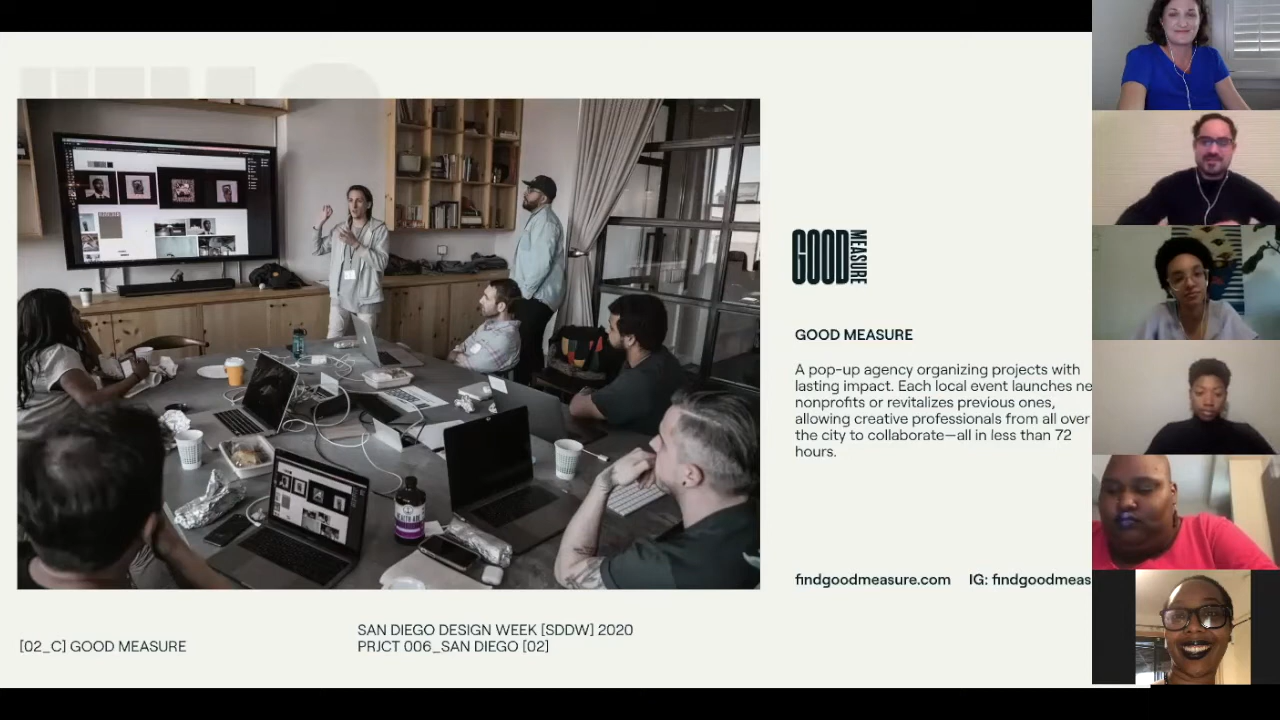 GOOD
MEASURE
GOOD MEASURE
A pop-up agency organizing projects with
lasting impact. Each local event launches ne
nonprofits or revitalizes previous ones,
allowing creative professionals from all over
the city to collaborate—all in less than 72
hours.
findgoodmeasure.com IG: findgoodmeas
[02_C] GOOD MEASURE
SAN DIEGO DESIGN WEEK [SDDW] 2020
PRJCT 006_SAN DIEGO [02]